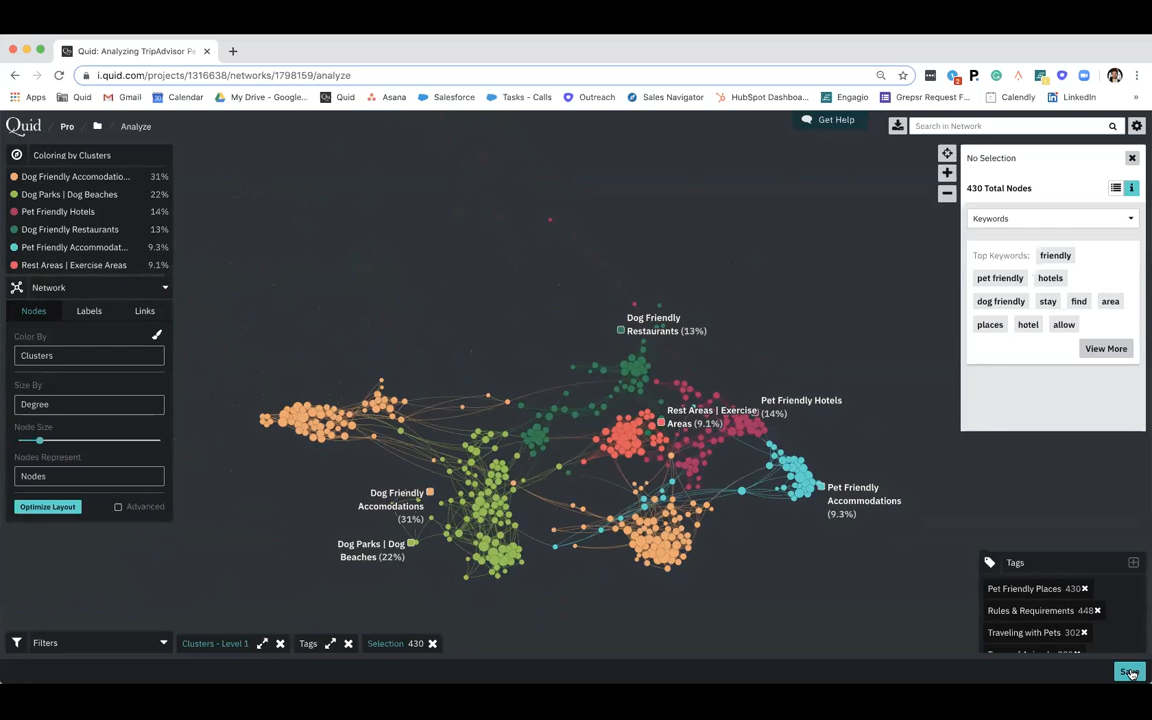 Quid: Analyzing TripAdvisor Pe
i.quid.com/projects/1316638/networks/1798159/analyze
Apps Quid Gmail Calendar My Drive - Google... Quid Asana Salesforce Tasks - Calls Outreach Sales Navigator HubSpot Dashboa... Engagio Grepsr Request F... Calendly LinkedIn »
Quid / Pro / Analyze
Get Help
Search in Network
Coloring by Clusters
Dog Friendly Accomodatio... 31%
Dog Parks | Dog Beaches 22%
Pet Friendly Hotels 14%
Dog Friendly Restaurants 13%
Pet Friendly Accommodat... 9.3%
Rest Areas | Exercise Areas 9.1%
Network
Nodes Labels Links
Color By
Clusters
Size By
Degree
Node Size
Nodes Represent
Nodes
Optimize Layout Advanced
Dog Friendly
Restaurants (13%)
Pet Friendly Hotels
(14%)
Rest Areas | Exercise
Areas (9.1%)
Dog Friendly
Accomodations
(31%)
Dog Parks | Dog
Beaches (22%)
Pet Friendly
Accommodations
(9.3%)
No Selection
430 Total Nodes
Keywords
Top Keywords: friendly
pet friendly hotels
dog friendly stay find area
places hotel allow
View More
Tags
Pet Friendly Places 430
Rules & Requirements 448
Traveling with Pets 302
Filters
Clusters - Level 1 Tags Selection 430